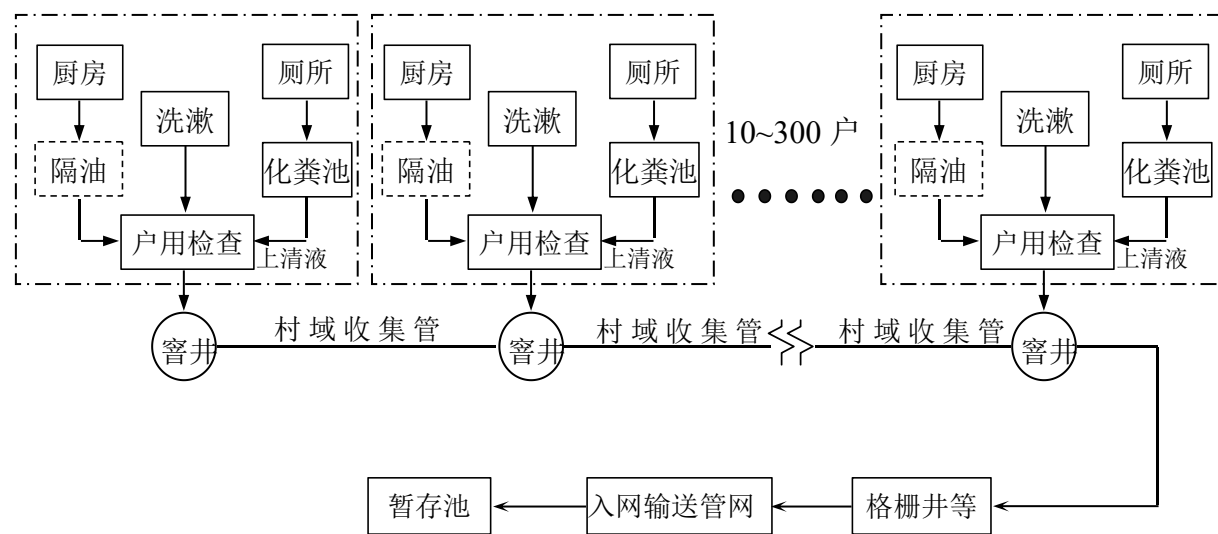 厨房
厕所
洗漱
隔油
化粪池
户用检查
上清液
厨房
厕所
洗漱
隔油
化粪池
户用检查
上清液
10~300 户
厨房
厕所
洗漱
隔油
化粪池
户用检查
上清液
窨井
村域收集管
窨井
村域收集管
村域收集管
窨井
暂存池
入网输送管网
格栅井等